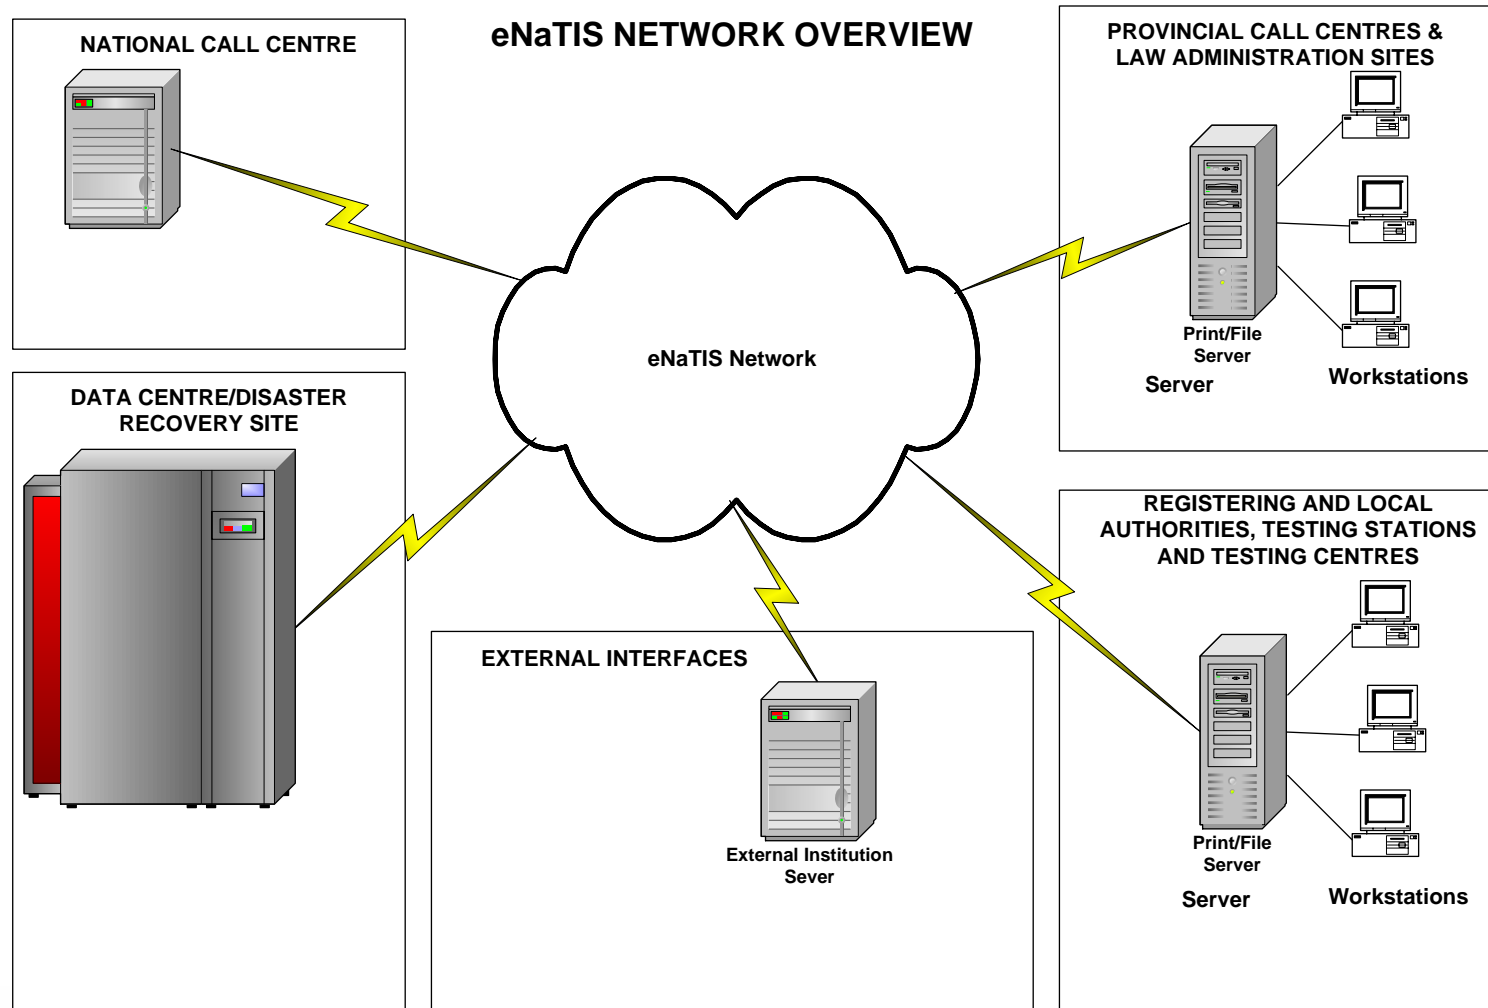 eNaTIS NETWORK OVERVIEW
NATIONAL CALL CENTRE
PROVINCIAL CALL CENTRES &
LAW ADMINISTRATION SITES
Print/File
Server
Server
Workstations
eNaTIS Network
DATA CENTRE/DISASTER
RECOVERY SITE
REGISTERING AND LOCAL
AUTHORITIES, TESTING STATIONS
AND TESTING CENTRES
Print/File
Server
Server
Workstations
EXTERNAL INTERFACES
External Institution
Sever